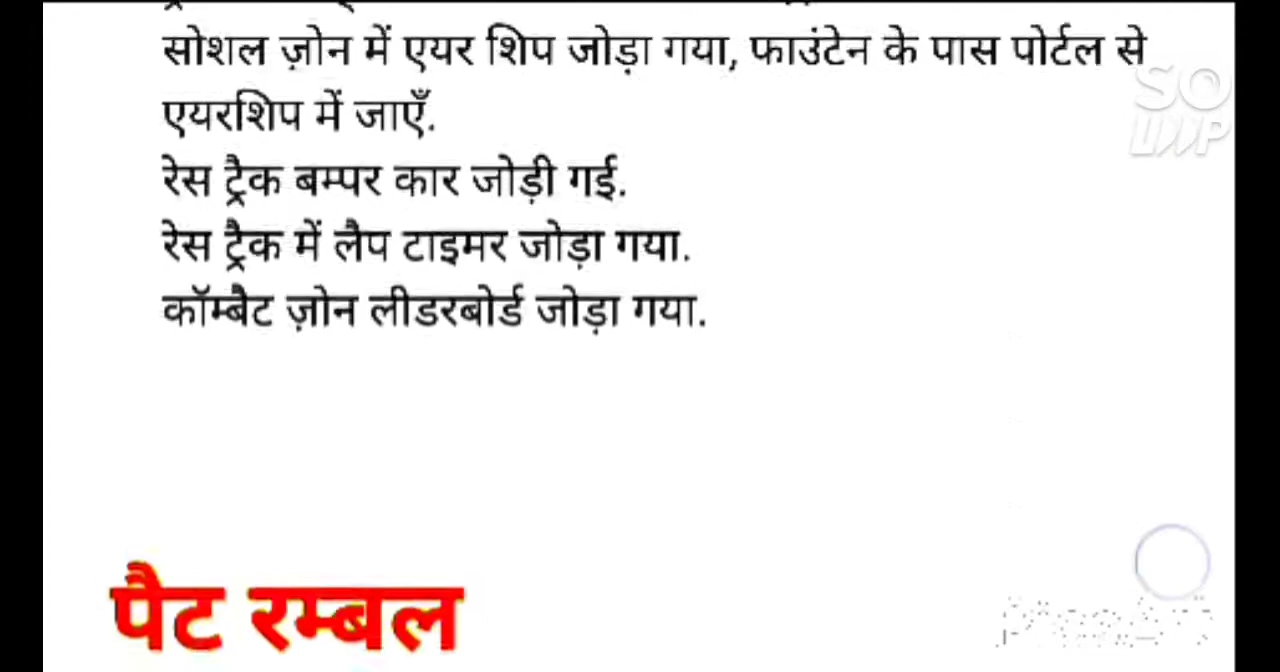 सोशल ज़ोन में एयर शिप जोड़ा गया, फाउंटेन के पास पोर्टल से
एयरशिप में जाएँ.
रेस ट्रैक बम्पर कार जोड़ी गई.
रेस ट्रैक में लैप टाइमर जोड़ा गया.
कॉम्बैट ज़ोन लीडरबोर्ड जोड़ा गया.
पैट रम्बल